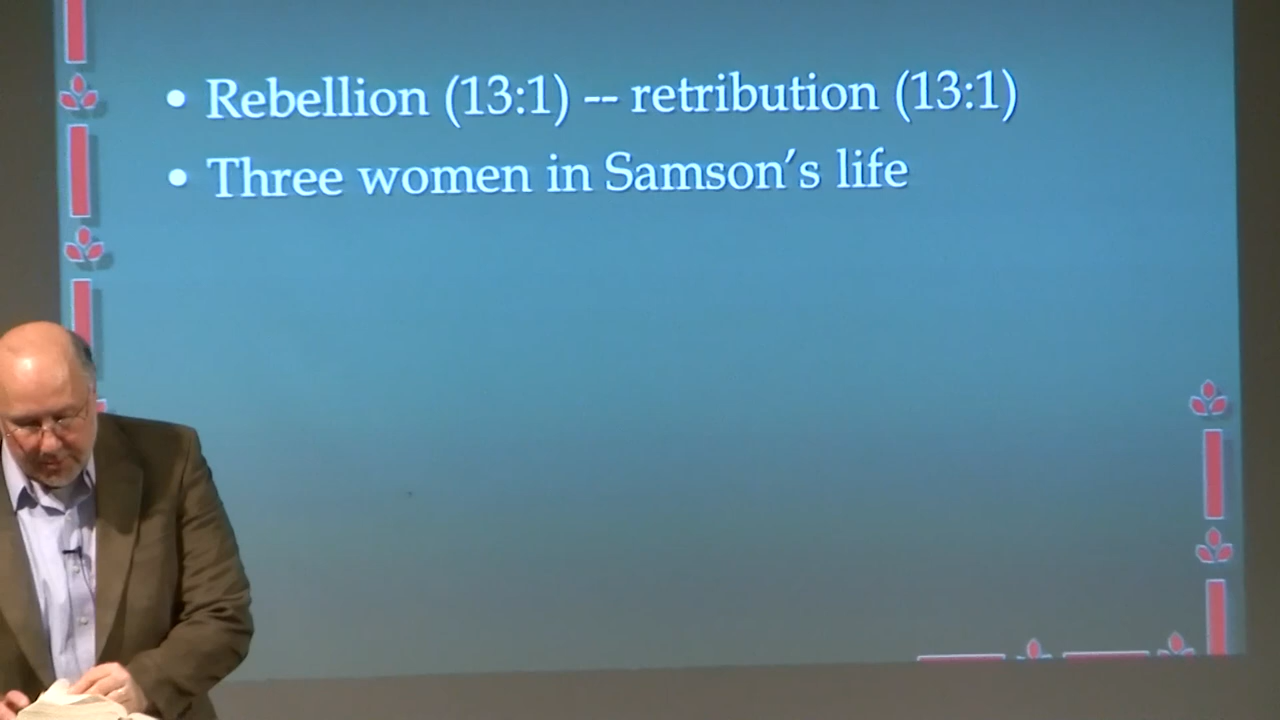 • Rebellion (13:1) -- retribution (13:1)
• Three women in Samson's life